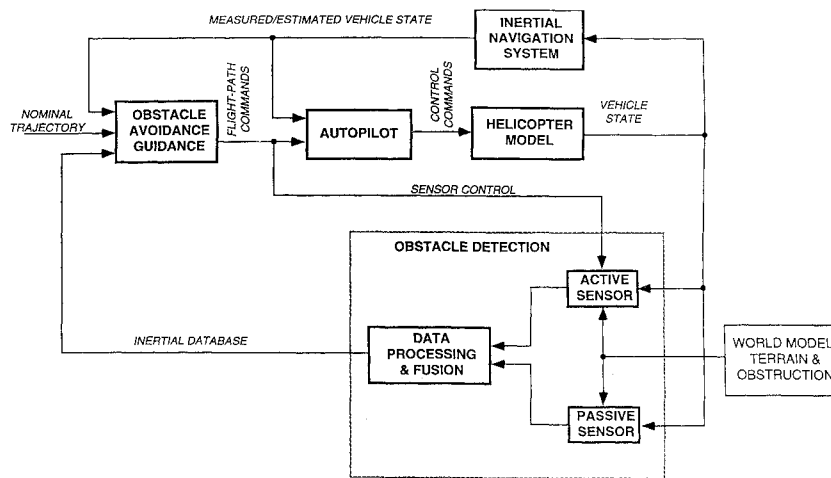 MEASURED/ESTIMATED VEHICLE STATE
INERTIAL
NAVIGATION
SYSTEM
NOMINAL
TRAJECTORY
OBSTACLE
AVOIDANCE
GUIDANCE
FLIGHT-PATH
COMMANDS
AUTOPILOT
CONTROL
COMMANDS
HELICOPTER
MODEL
VEHICLE
STATE
SENSOR CONTROL
OBSTACLE DETECTION
ACTIVE
SENSOR
INERTIAL DATABASE
DATA
PROCESSING
& FUSION
WORLD MODEL
TERRAIN &
OBSTRUCTION
PASSIVE
SENSOR